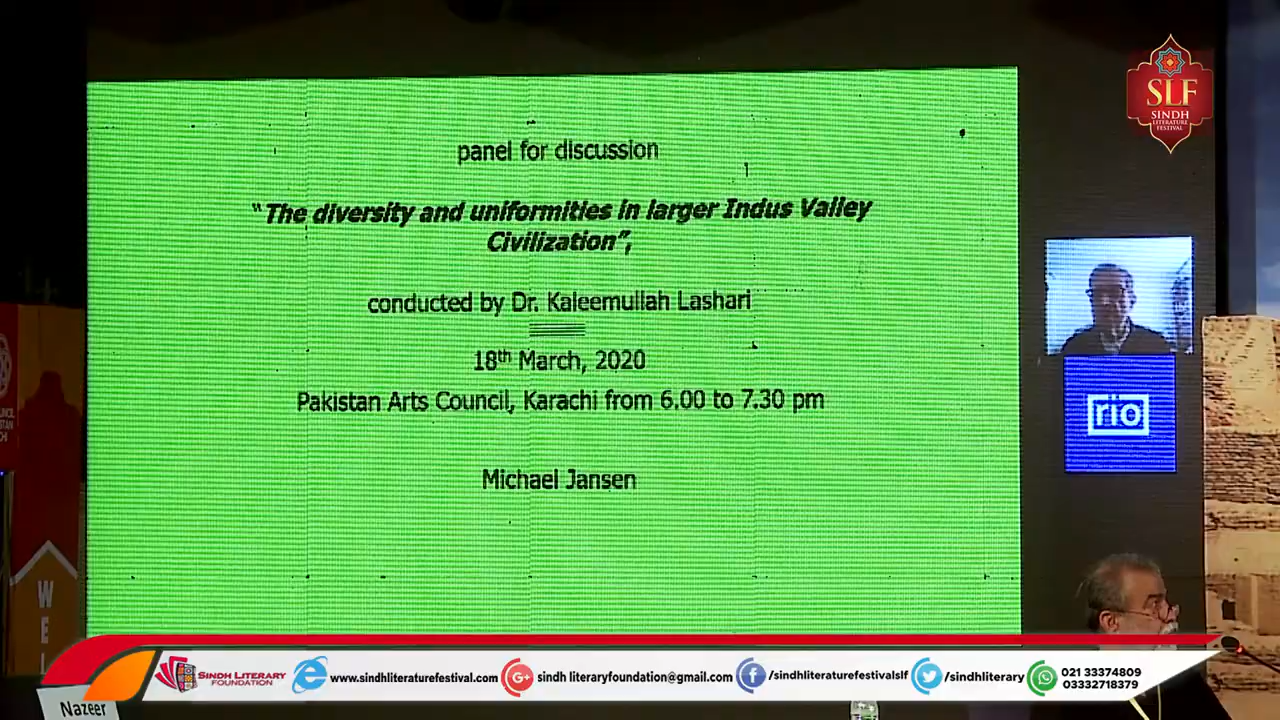 SLF
SINDH
LITERATURE
FESTIVAL
panel for discussion
“The diversity and uniformities in larger Indus Valley
Civilization”,
conducted by Dr. Kaleemullah Lashari
18th March, 2020
Pakistan Arts Council, Karachi from 6.00 to 7.30 pm
Michael Jansen
rio
W
E
L
Nazeer
SINDH LITERARY
FOUNDATION
www.sindhliteraturefestival.com
G+
sindh literaryfoundation@gmail.com
/sindhliteraturefestivalslf
/sindhliterary
021 33374809
03332718379